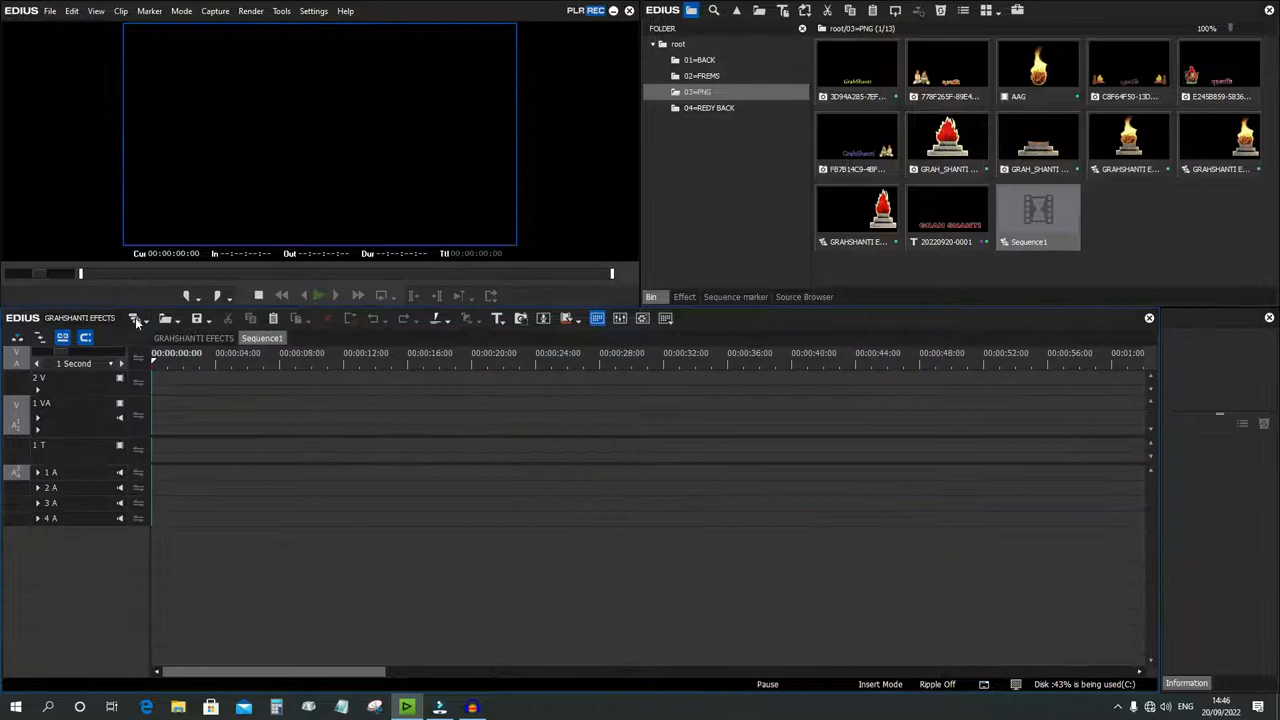 EDIUS File Edit View Clip Marker Mode Capture Render Tools Settings Help PLR REC
Cur 00:00:00:00 In --:--:--:-- Out --:--:--:-- Dur --:--:--:-- Ttl 00:00:00:00
FOLDER
root
01=BACK
02=FREMS
03=PNG
04=REDY BACK
root/03=PNG (1/13) 100%
3D94A285-7EF... 778F265F-89E4... AAG C8F64F50-13D... E245B859-5836...
FB7814C9-4BF... GRAH_SHANTI ... GRAH_SHANTI ... GRAHSHANTI E... GRAHSHANTI E...
GRAHSHANTI E... T 20220920-0001 Sequence1
GrahShanti
GRAH SHANTI
Bin Effect Sequence marker Source Browser
EDIUS GRAHSHANTI EFFECTS
GRAHSHANTI EFFECTS Sequence1
V
A
1 Second
00:00:00:00 00:00:04:00 00:00:08:00 00:00:12:00 00:00:16:00 00:00:20:00 00:00:24:00 00:00:28:00 00:00:32:00 00:00:36:00 00:00:40:00 00:00:44:00 00:00:48:00 00:00:52:00 00:00:56:00 00:01:00
2 V
V 1 VA
1 T
1 A
2 A
3 A
4 A
Pause Insert Mode Ripple Off Disk :43% is being used(C:)
Information
ENG 14:46
20/09/2022